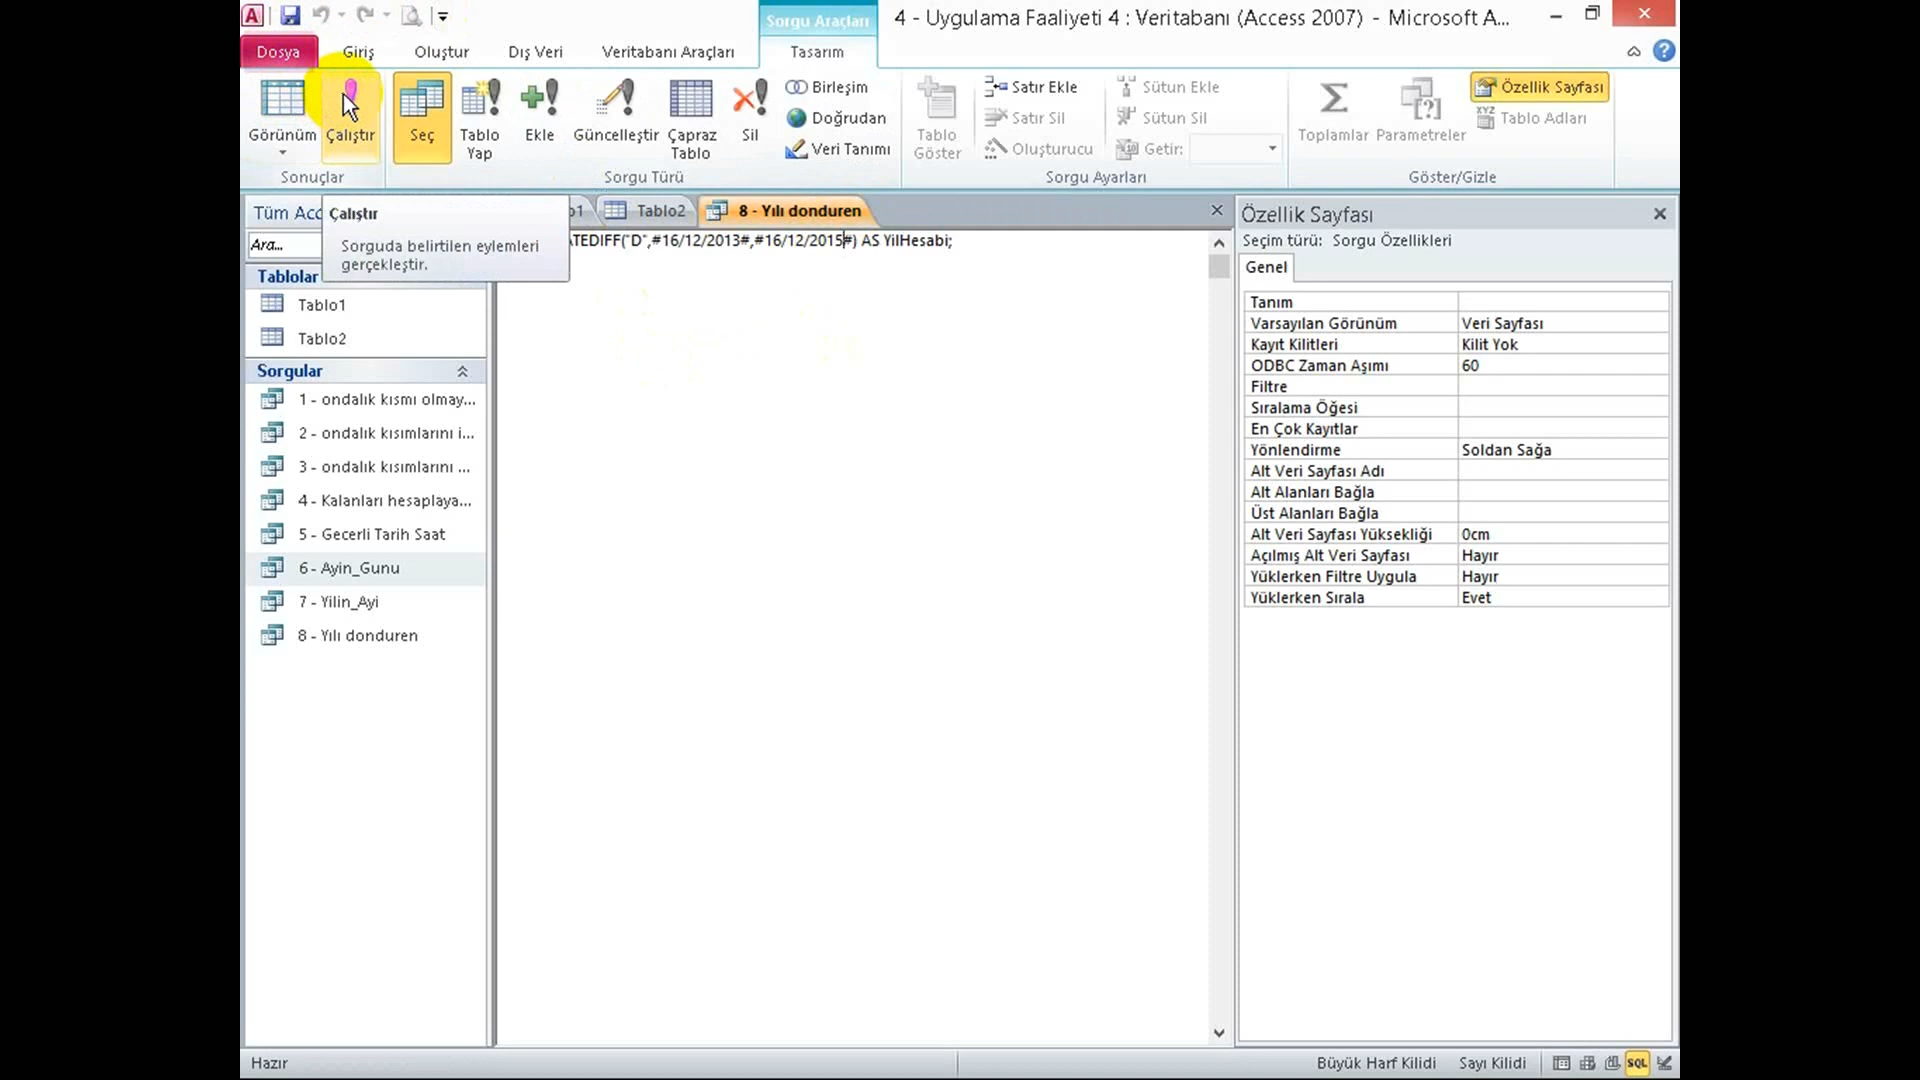 4 - Uygulama Faaliyeti 4 : Veritabanı (Access 2007) - Microsoft A...
Sorgu Araçları
Dosya Giriş Oluştur Dış Veri Veritabanı Araçları Tasarım
Görünüm Çalıştır
Sonuçlar
Seç Tablo Yap Ekle Güncelleştir Çapraz Tablo Sil
Birleşim
Doğrudan
Veri Tanımı
Sorgu Türü
Tablo Göster
Satır Ekle
Satır Sil
Oluşturucu
Sütun Ekle
Sütun Sil
Getir:
Sorgu Ayarları
Toplamlar Parametreler
Özellik Sayfası
XYZ Tablo Adları
Göster/Gizle
Tüm Acc
Ara...
Çalıştır
Sorguda belirtilen eylemleri
gerçekleştir.
o1 Tablo2 8 - Yılı donduren
ATEDIFF("D",#16/12/2013#,#16/12/2015#) AS YilHesabi;
Tablolar
Tablo1
Tablo2
Sorgular
1 - ondalık kısmı olmay...
2 - ondalık kısımlarını i...
3 - ondalık kısımlarını ...
4 - Kalanları hesaplaya...
5 - Gecerli Tarih Saat
6 - Ayin_Gunu
7 - Yilin_Ayi
8 - Yılı donduren
Özellik Sayfası
Seçim türü: Sorgu Özellikleri
Genel
Tanım
Varsayılan Görünüm Veri Sayfası
Kayıt Kilitleri Kilit Yok
ODBC Zaman Aşımı 60
Filtre
Sıralama Öğesi
En Çok Kayıtlar
Yönlendirme Soldan Sağa
Alt Veri Sayfası Adı
Alt Alanları Bağla
Üst Alanları Bağla
Alt Veri Sayfası Yüksekliği 0cm
Açılmış Alt Veri Sayfası Hayır
Yüklerken Filtre Uygula Hayır
Yüklerken Sırala Evet
Hazır
Büyük Harf Kilidi Sayı Kilidi SQL